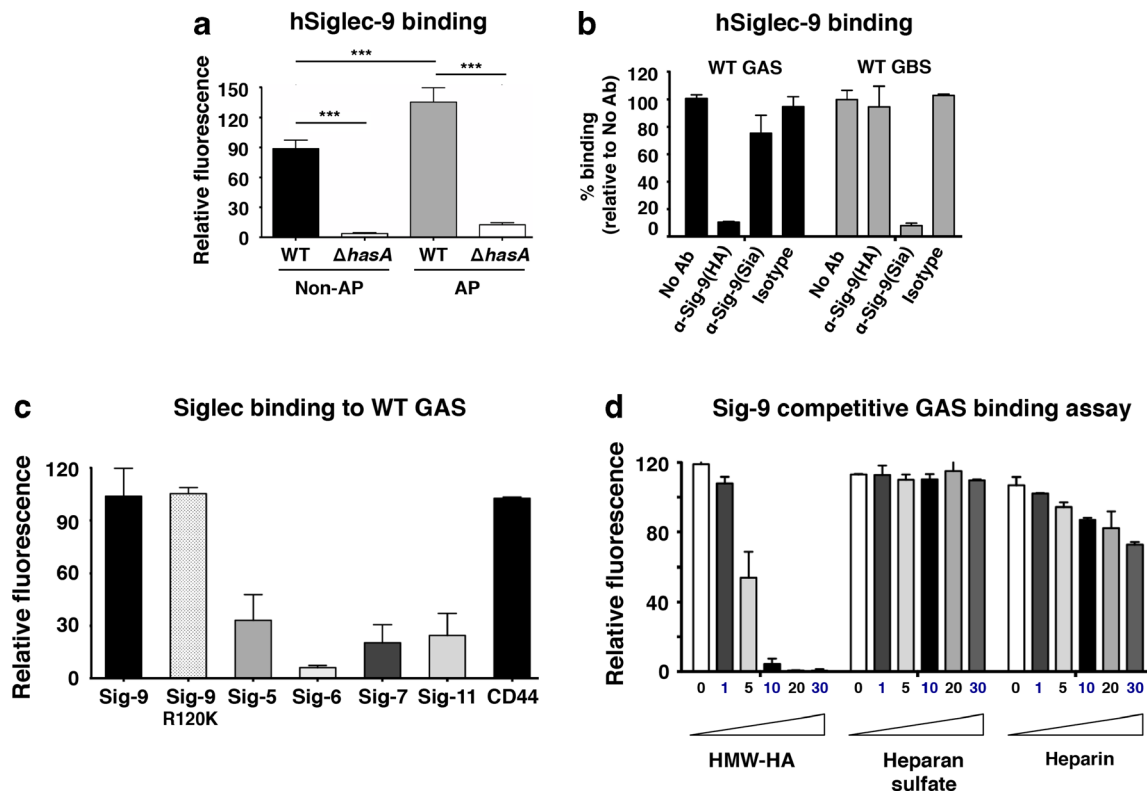 a
hSiglec-9 binding
Relative fluorescence
150
120
90
60
30
0
***
***
***
WT
ΔhasA
WT
ΔhasA
Non-AP
AP
b
hSiglec-9 binding
% binding
(relative to No Ab)
120
100
80
60
40
20
0
WT GAS
WT GBS
No Ab
α-Sig-9(HA)
α-Sig-9(Sia)
Isotype
No Ab
α-Sig-9(HA)
α-Sig-9(Sia)
Isotype
c
Siglec binding to WT GAS
Relative fluorescence
120
90
60
30
0
Sig-9
Sig-9
R120K
Sig-5
Sig-6
Sig-7
Sig-11
CD44
d
Sig-9 competitive GAS binding assay
Relative fluorescence
120
80
40
0
0 1 5 10 20 30
0 1 5 10 20 30
0 1 5 10 20 30
HMW-HA
Heparan
sulfate
Heparin